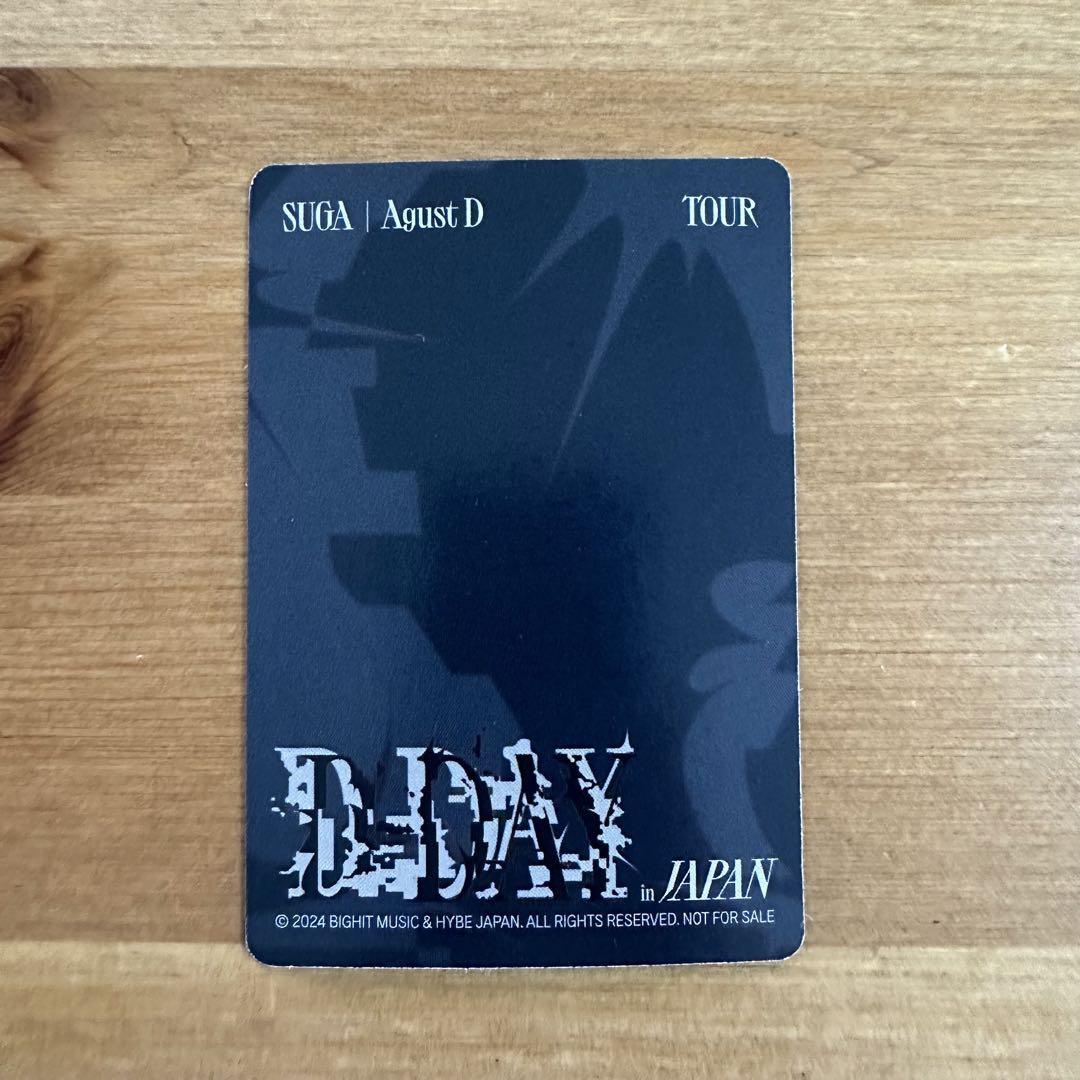 SUGA | Agust D TOUR
D-DAY in JAPAN
© 2024 BIGHIT MUSIC & HYBE JAPAN. ALL RIGHTS RESERVED. NOT FOR SALE